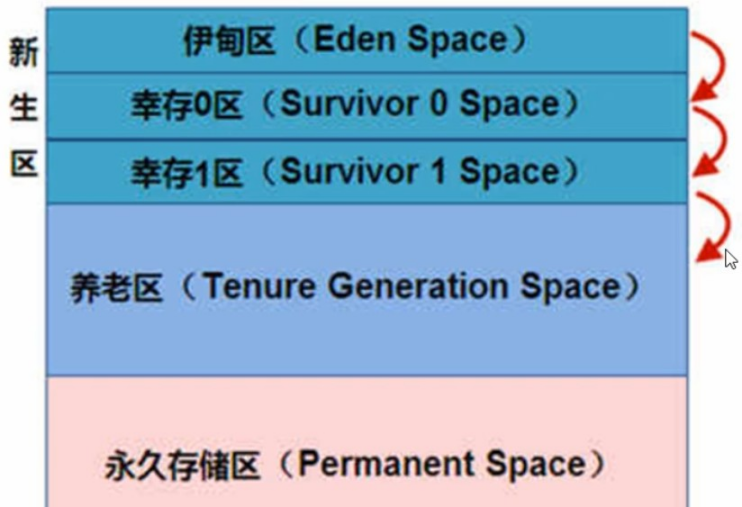 新
生
区
伊甸区（Eden Space）
幸存0区（Survivor 0 Space）
幸存1区（Survivor 1 Space）
养老区（Tenure Generation Space）
永久存储区（Permanent Space）